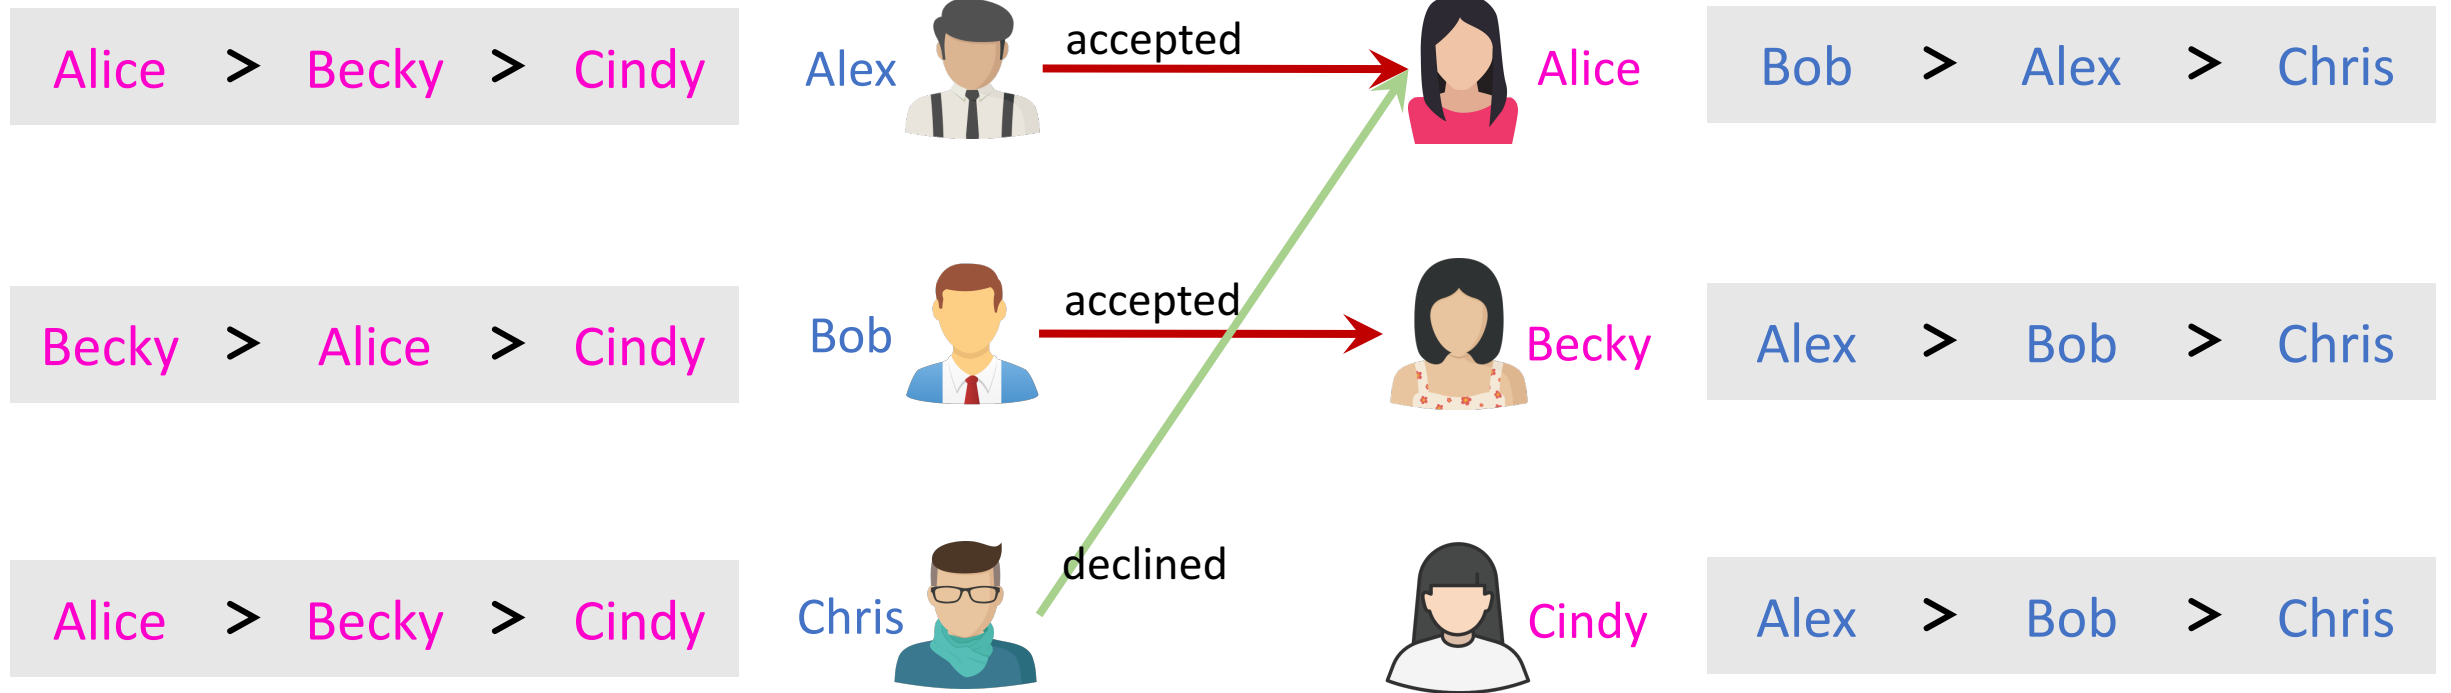 Alice > Becky > Cindy
Alex
accepted
Alice
Bob > Alex > Chris
Becky > Alice > Cindy
Bob
accepted
Becky
Alex > Bob > Chris
Alice > Becky > Cindy
Chris
declined
Cindy
Alex > Bob > Chris